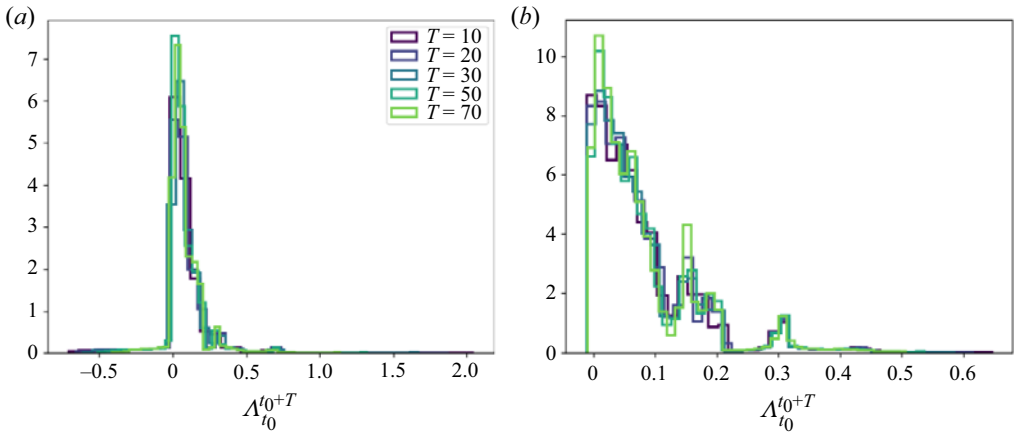 (a)
(b)
7
6
5
4
3
2
1
0
T = 10
T = 20
T = 30
T = 50
T = 70
−0.5 0 0.5 1.0 1.5 2.0
Λ_{t_0}^{t_0+T}
10
8
6
4
2
0
0 0.1 0.2 0.3 0.4 0.5 0.6
Λ_{t_0}^{t_0+T}